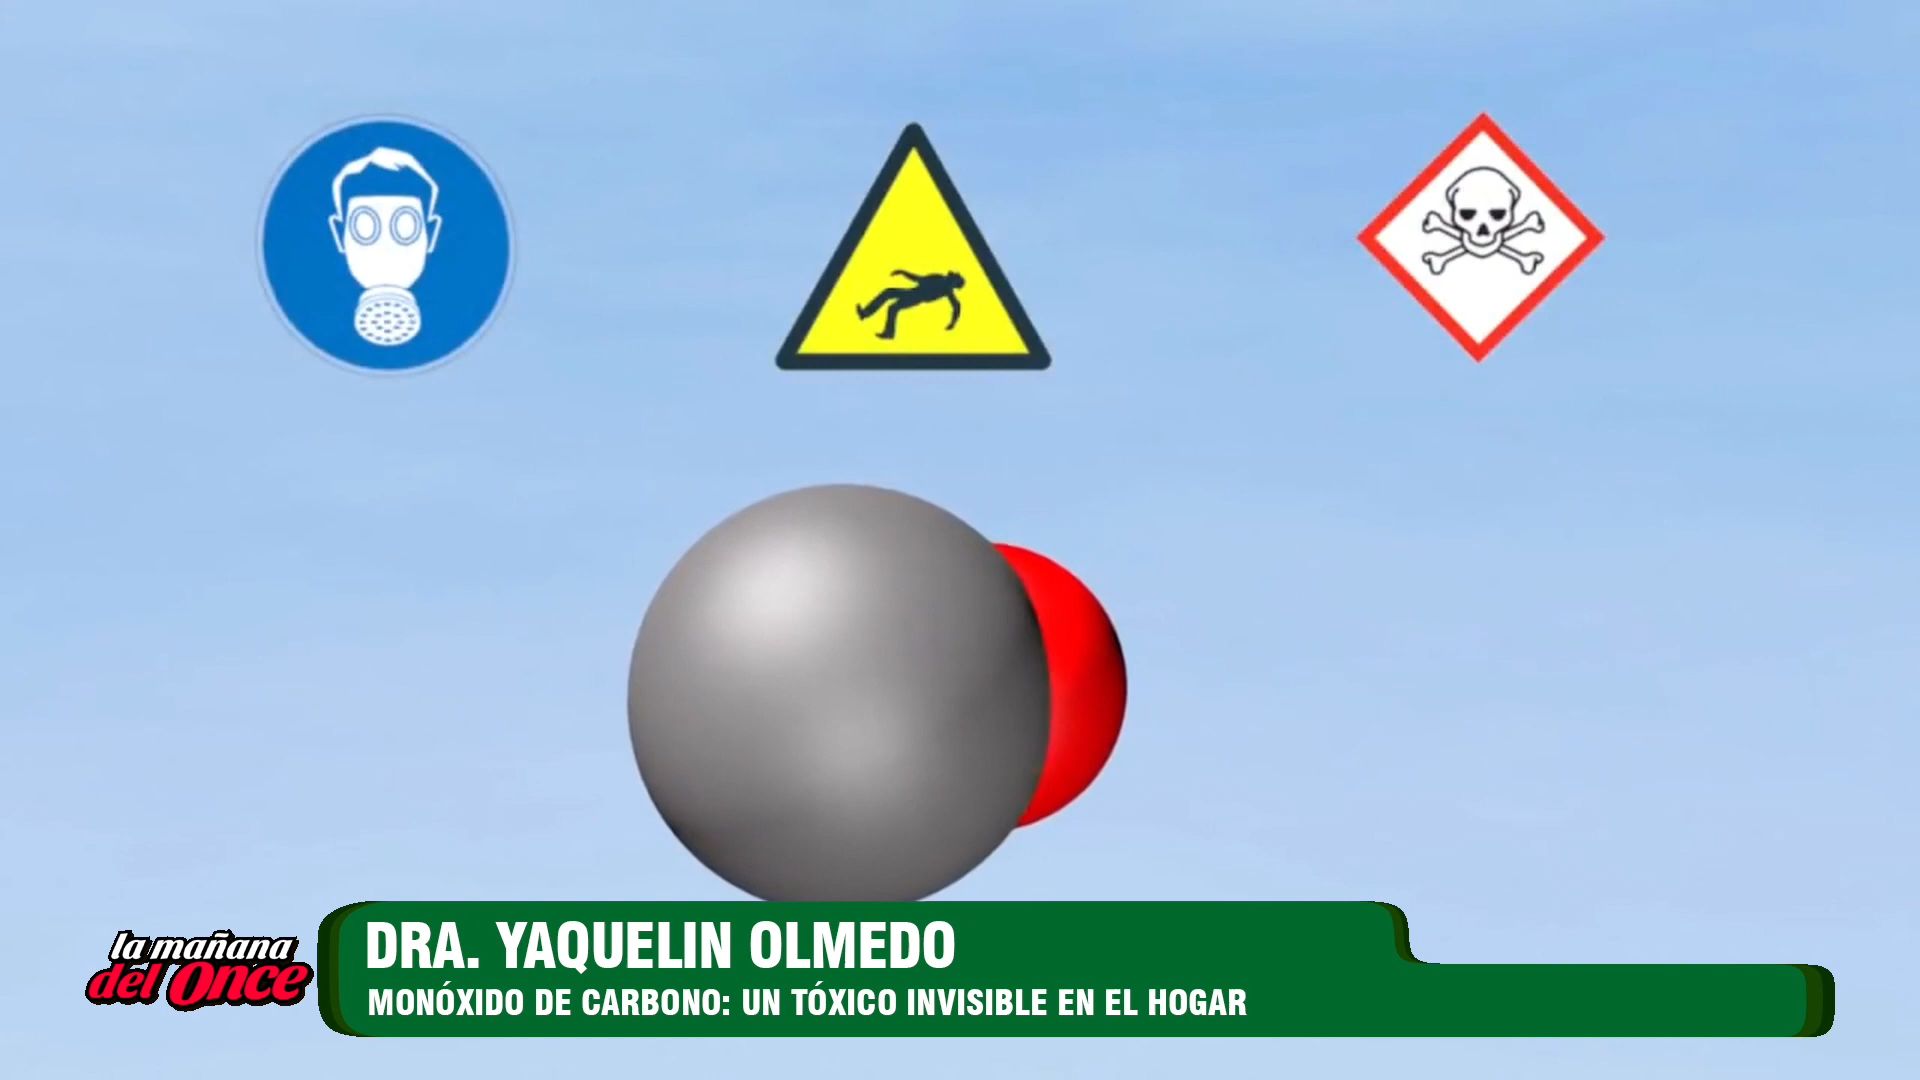 la mañana
del Once
DRA. YAQUELIN OLMEDO
MONÓXIDO DE CARBONO: UN TÓXICO INVISIBLE EN EL HOGAR